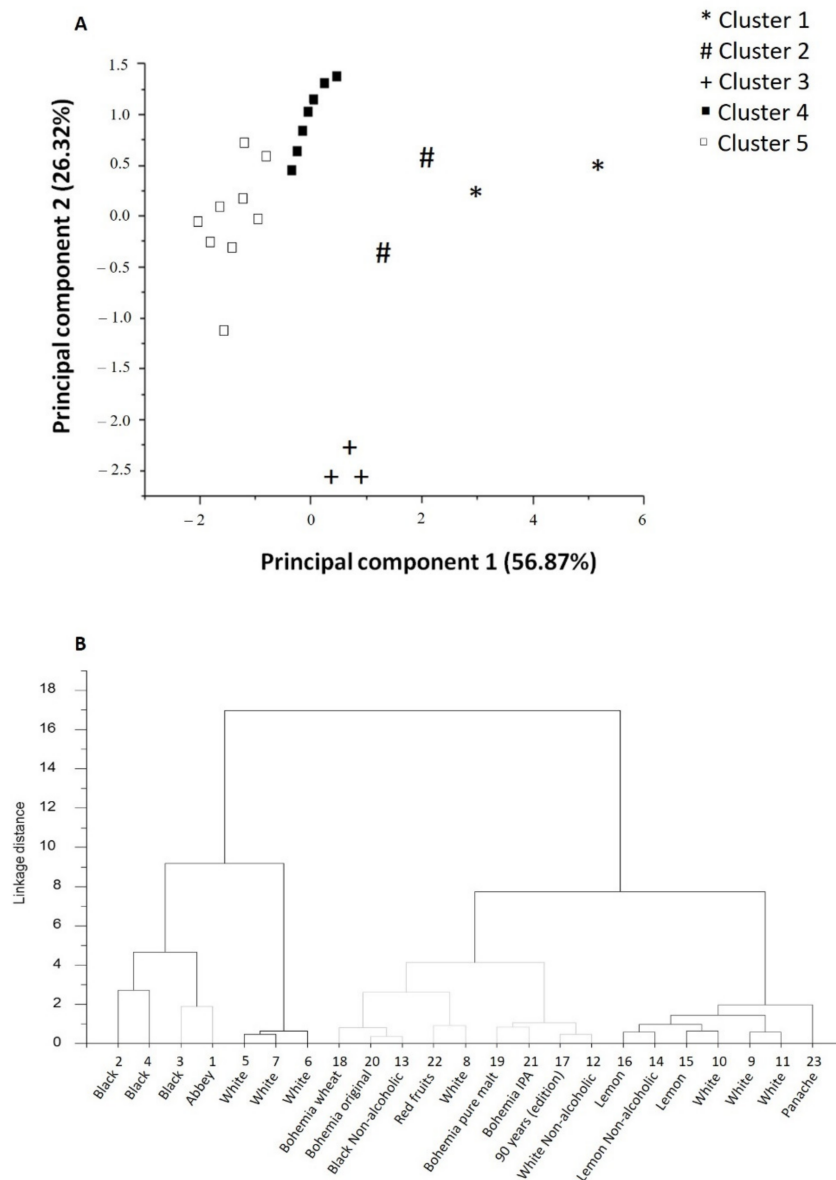 A
* Cluster 1
# Cluster 2
+ Cluster 3
■ Cluster 4
□ Cluster 5
Principal component 2 (26.32%)
1.5
1.0
0.5
0.0
– 0.5
– 1.0
– 1.5
– 2.0
– 2.5
– 2
0
2
4
6
Principal component 1 (56.87%)
B
Linkage distance
18
16
14
12
10
8
6
4
2
0
Black 2
Black 4
Black 3
Abbey 1
White 5
White 7
White 6
Bohemia wheat 18
Bohemia original 20
Black Non-alcoholic 13
Red fruits 22
White 8
Bohemia pure malt 19
Bohemia IPA 21
90 years (edition) 17
White Non-alcoholic 12
Lemon 16
Lemon Non-alcoholic 14
Lemon 15
White 10
White 9
White 11
Panache 23